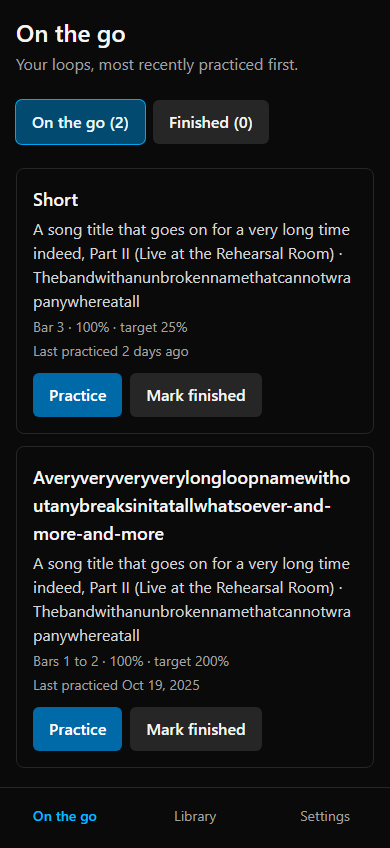 On the go
Your loops, most recently practiced first.
On the go (2)
Finished (0)
Short
A song title that goes on for a very long time
indeed, Part II (Live at the Rehearsal Room) ·
Thebandwithanunbrokennamethatcannotwra
panywhereatall
Bar 3 · 100% · target 25%
Last practiced 2 days ago
Practice
Mark finished
Averyveryveryverylongloopnamewitho
utanybreaksinitatallwhatsoever-and-
more-and-more
A song title that goes on for a very long time
indeed, Part II (Live at the Rehearsal Room) ·
Thebandwithanunbrokennamethatcannotwra
panywhereatall
Bars 1 to 2 · 100% · target 200%
Last practiced Oct 19, 2025
Practice
Mark finished
On the go
Library
Settings